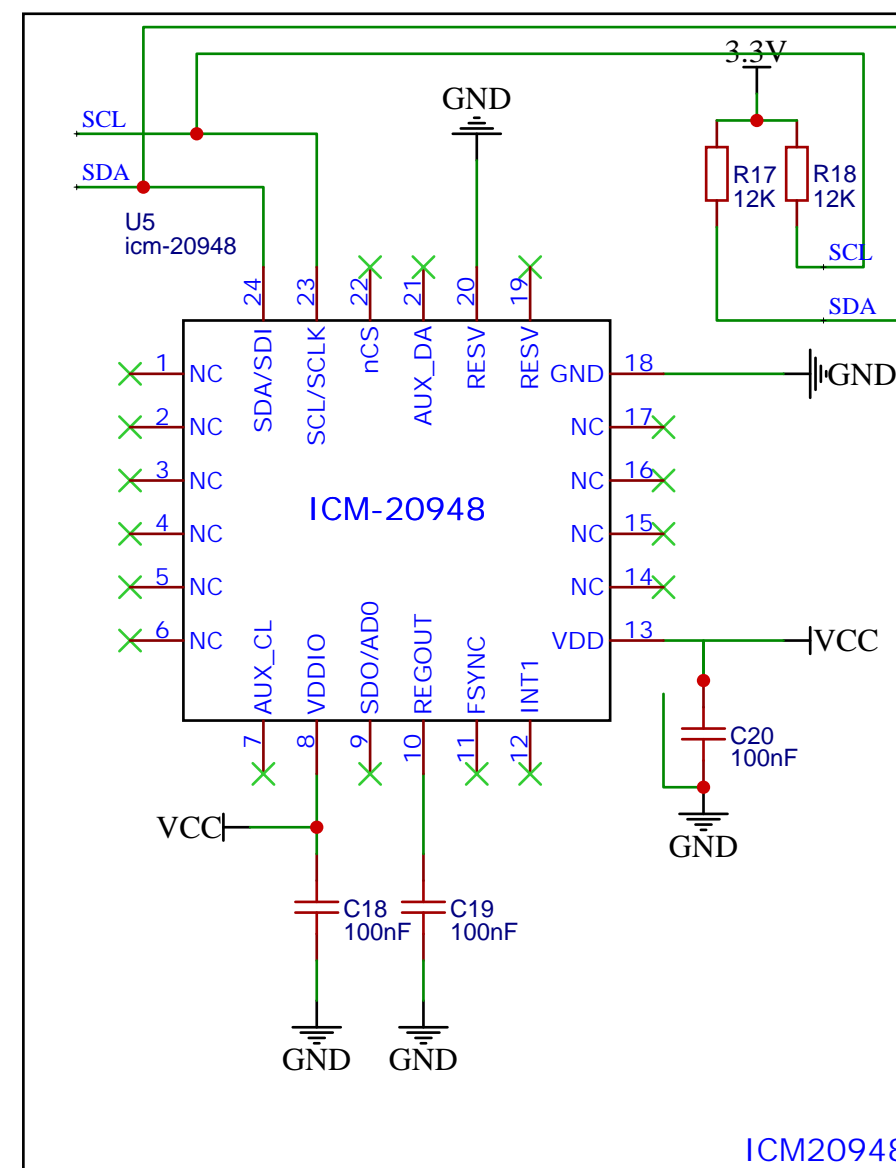 3.3V
GND
SCL
SDA
R17
12K
R18
12K
U5
icm-20948
SCL
SDA
24
23
22
21
20
19
SDA/SDI
SCL/SCLK
nCS
AUX_DA
RESV
RESV
1 NC
GND 18
GND
2 NC
NC 17
3 NC
NC 16
ICM-20948
4 NC
NC 15
5 NC
NC 14
6 NC
VDD 13
VCC
AUX_CL
VDDIO
SDO/AD0
REGOUT
FSYNC
INT1
7
8
9
10
11
12
C20
100nF
GND
VCC
C18
100nF
C19
100nF
GND
GND
ICM20948